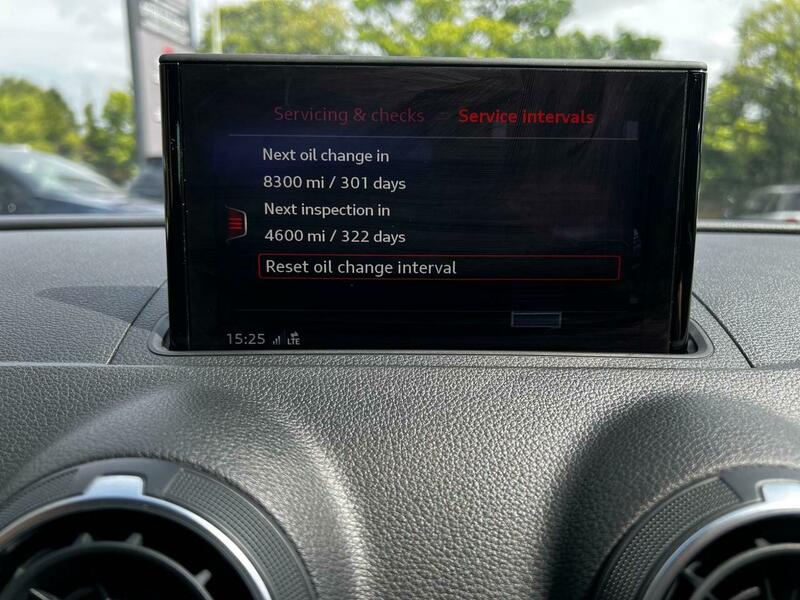 Servicing & checks Service intervals
Next oil change in
8300 mi / 301 days
Next inspection in
4600 mi / 322 days
Reset oil change interval
15:25 LTE